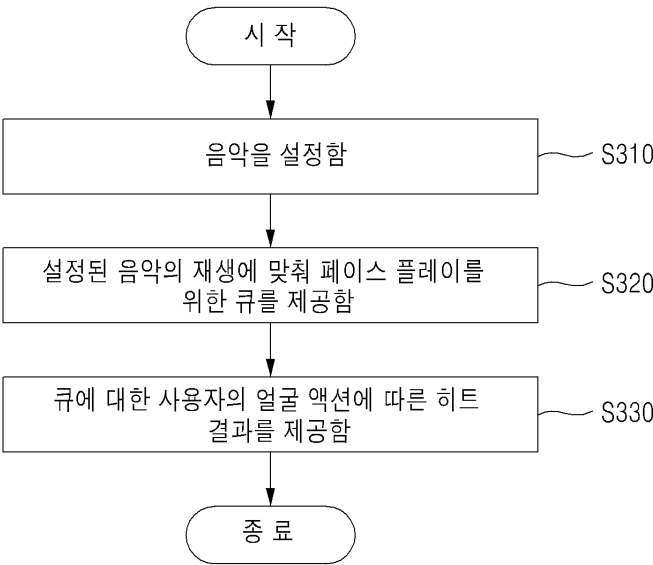 시 작
음악을 설정함
S310
설정된 음악의 재생에 맞춰 페이스 플레이를
위한 큐를 제공함
S320
큐에 대한 사용자의 얼굴 액션에 따른 히트
결과를 제공함
S330
종 료